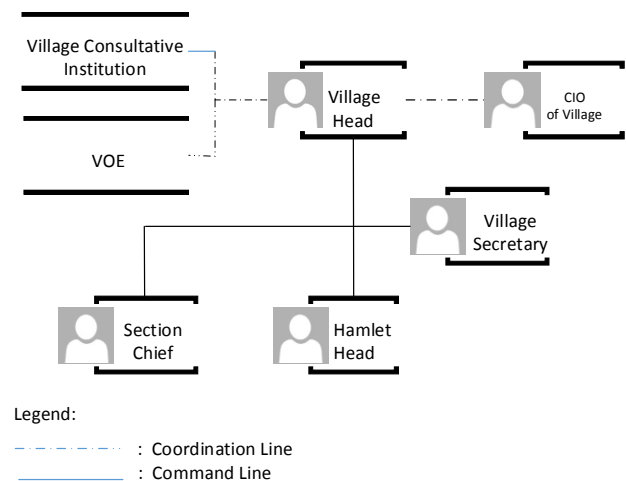 Village Consultative
Institution
VOE
Village
Head
CIO
of Village
Village
Secretary
Section
Chief
Hamlet
Head
Legend:
: Coordination Line
: Command Line